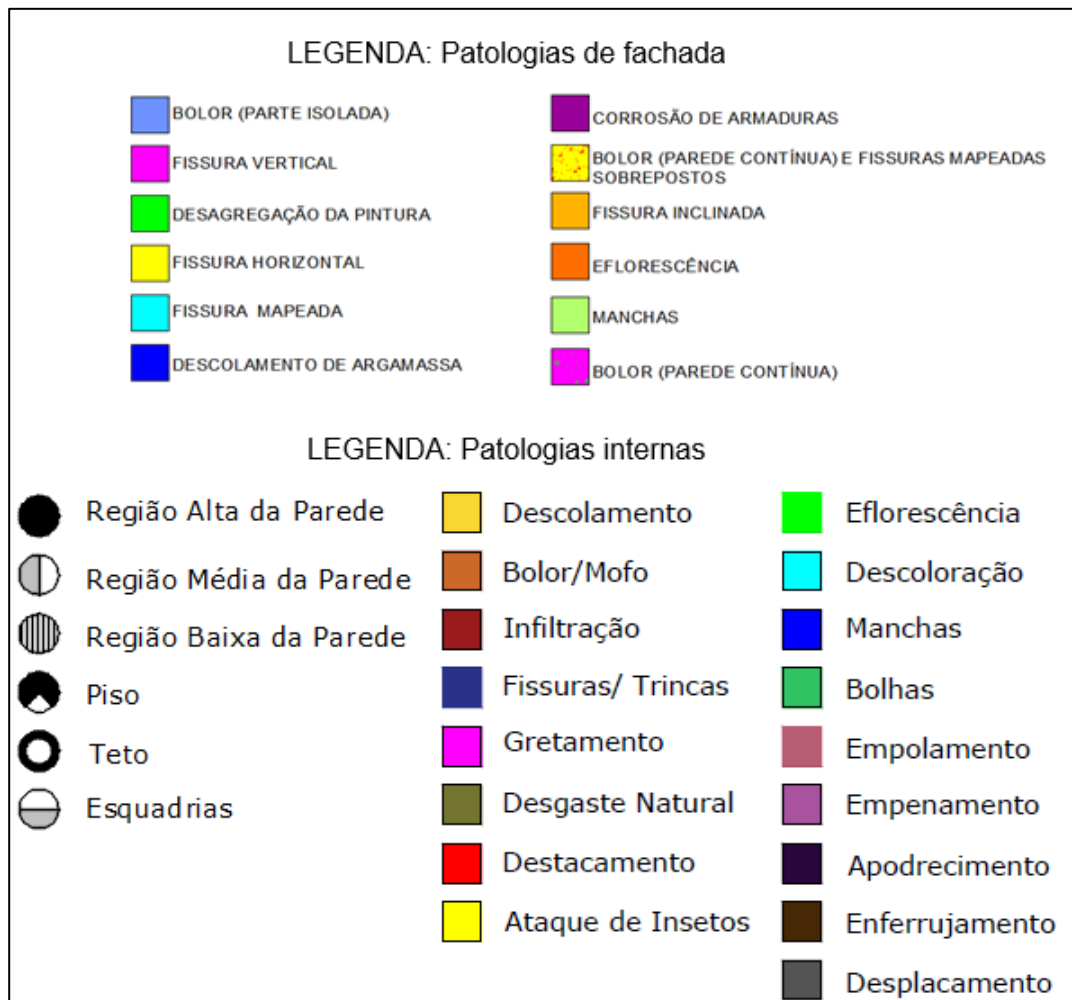 LEGENDA: Patologias de fachada
BOLOR (PARTE ISOLADA)
FISSURA VERTICAL
DESAGREGAÇÃO DA PINTURA
FISSURA HORIZONTAL
FISSURA MAPEADA
DESCOLAMENTO DE ARGAMASSA
CORROSÃO DE ARMADURAS
BOLOR (PAREDE CONTÍNUA) E FISSURAS MAPEADAS
SOBREPOSTOS
FISSURA INCLINADA
EFLORESCÊNCIA
MANCHAS
BOLOR (PAREDE CONTÍNUA)
LEGENDA: Patologias internas
Região Alta da Parede
Região Média da Parede
Região Baixa da Parede
Piso
Teto
Esquadrias
Descolamento
Bolor/Mofo
Infiltração
Fissuras/ Trincas
Gretamento
Desgaste Natural
Destacamento
Ataque de Insetos
Eflorescência
Descoloração
Manchas
Bolhas
Empolamento
Empenamento
Apodrecimento
Enferrujamento
Desplacamento